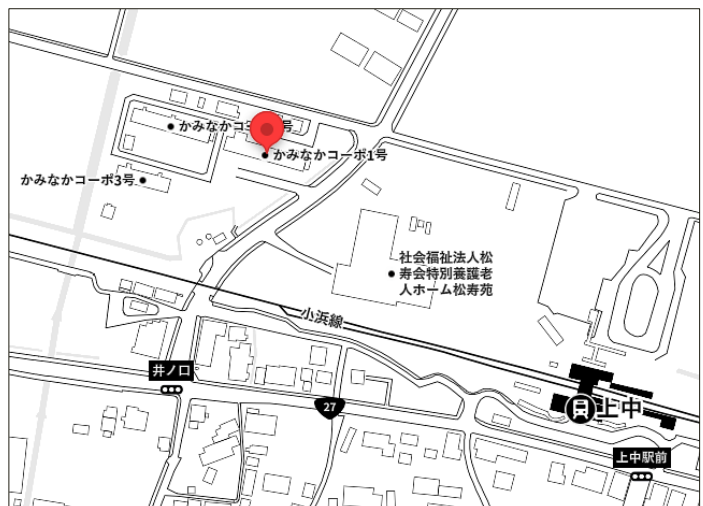 かみなかコ
号
かみなかコーポ1号
かみなかコーポ3号
社会福祉法人松
寿会特別養護老
人ホーム松寿苑
小浜線
井ノ口
27
上中
上中駅前